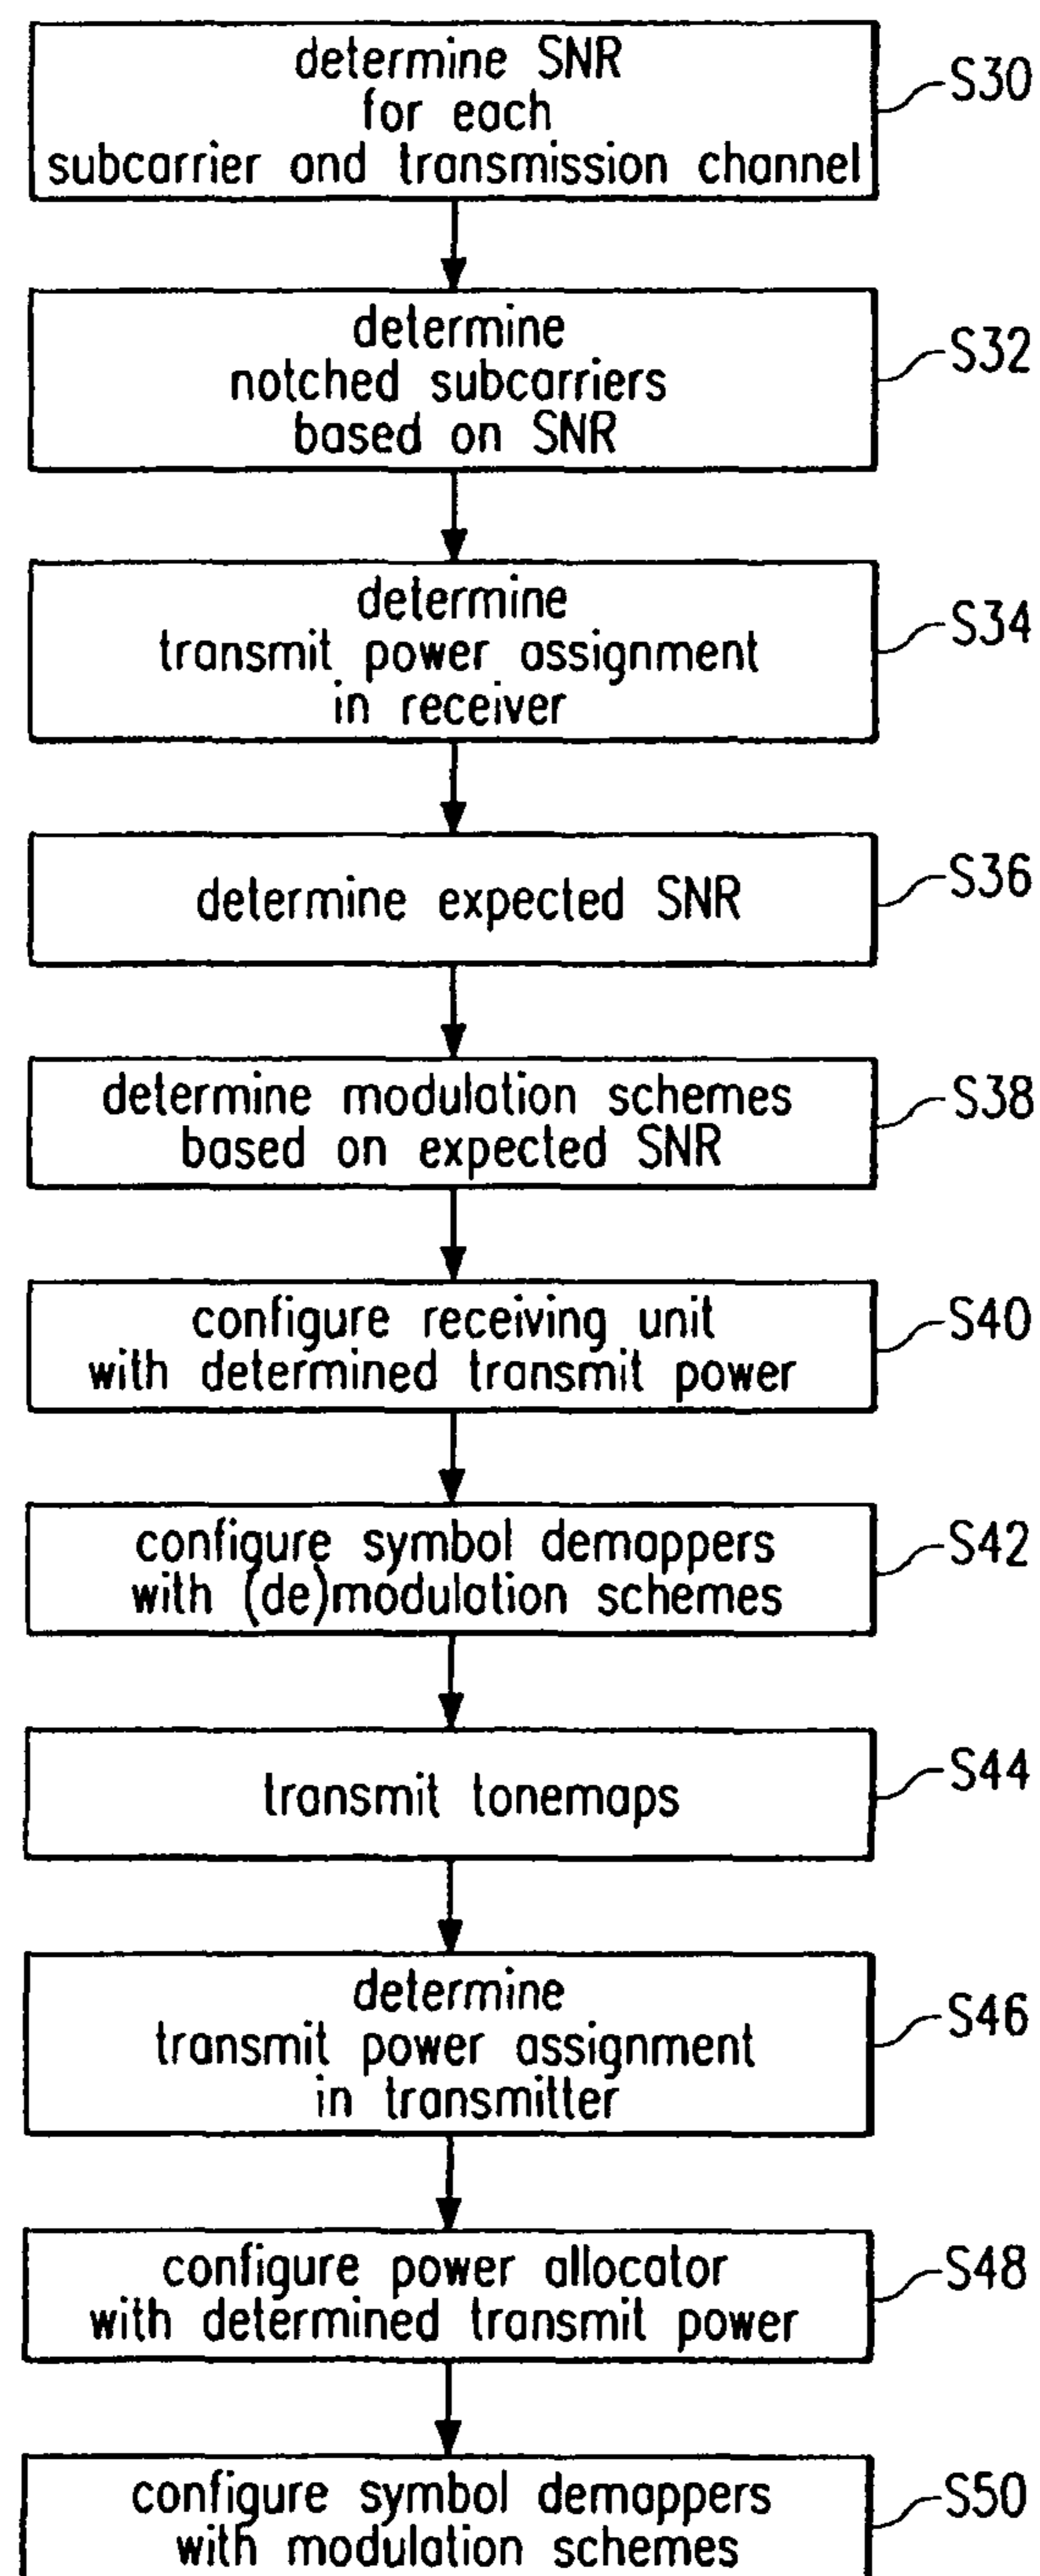 determine SNR
for each
subcarrier and transmission channel
S30
determine
notched subcarriers
based on SNR
S32
determine
transmit power assignment
in receiver
S34
determine expected SNR
S36
determine modulation schemes
based on expected SNR
S38
configure receiving unit
with determined transmit power
S40
configure symbol demappers
with (de)modulation schemes
S42
transmit tonemaps
S44
determine
transmit power assignment
in transmitter
S46
configure power allocator
with determined transmit power
S48
configure symbol demappers
with modulation schemes
S50